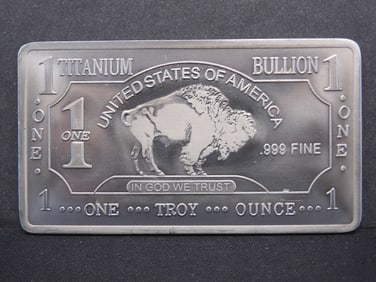 1 TITANIUM BULLION 1
UNITED STATES OF AMERICA
1
ONE
.999 FINE
·ONE·
·ONE·
IN GOD WE TRUST
1 ···ONE ··· TROY ··· OUNCE··· 1